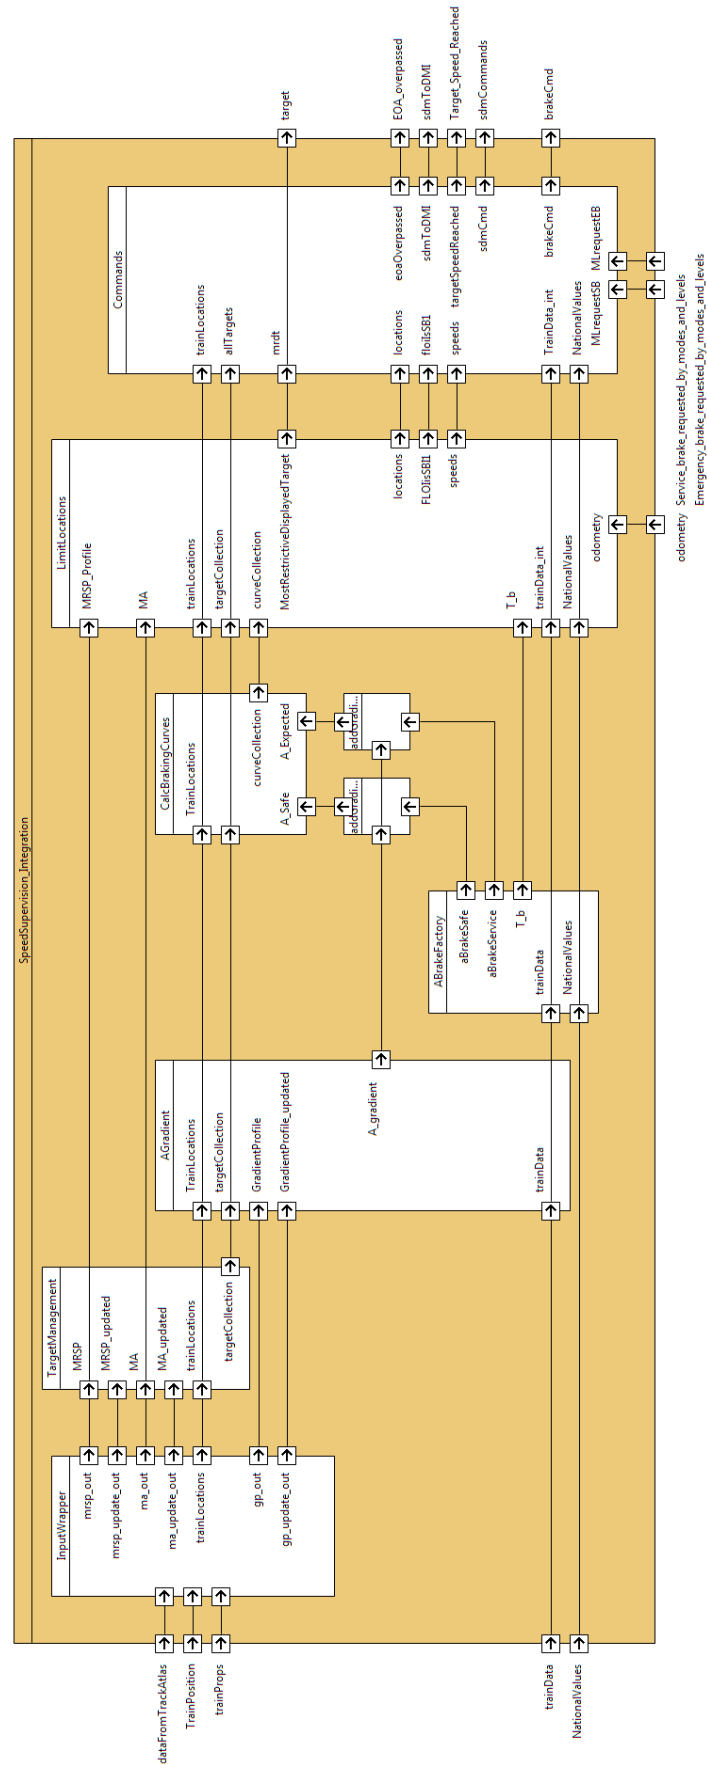 SpeedSupervision_Integration
dataFromTrackAtlas
TrainPosition
trainProps
trainData
NationalValues
InputWrapper
mrsp_out
mrsp_update_out
ma_out
ma_update_out
trainLocations
gp_out
gp_update_out
TargetManagement
MRSP
MRSP_updated
MA
MA_updated
trainLocations
targetCollection
AGradient
TrainLocations
targetCollection
GradientProfile
GradientProfile_updated
trainData
A_gradient
ABrakeFactory
aBrakeSafe
aBrakeService
T_b
trainData
NationalValues
CalcBrakingCurves
TrainLocations
curveCollection
A_Safe
A_Expected
addGradi...
addGradi...
LimitLocations
MRSP_Profile
MA
trainLocations
targetCollection
curveCollection
T_b
trainData_int
NationalValues
MostRestrictiveDisplayedTarget
locations
FLOIisSBI1
speeds
odometry
odometry
Commands
trainLocations
allTargets
mrdt
locations
floiIsSB1
speeds
TrainData_int
NationalValues
eoaOverpassed
sdmToDMI
targetSpeedReached
sdmCmd
brakeCmd
MLrequestSB
MLrequestEB
Service_brake_requested_by_modes_and_levels
Emergency_brake_requested_by_modes_and_levels
target
EOA_overpassed
sdmToDMI
Target_Speed_Reached
sdmCommands
brakeCmd